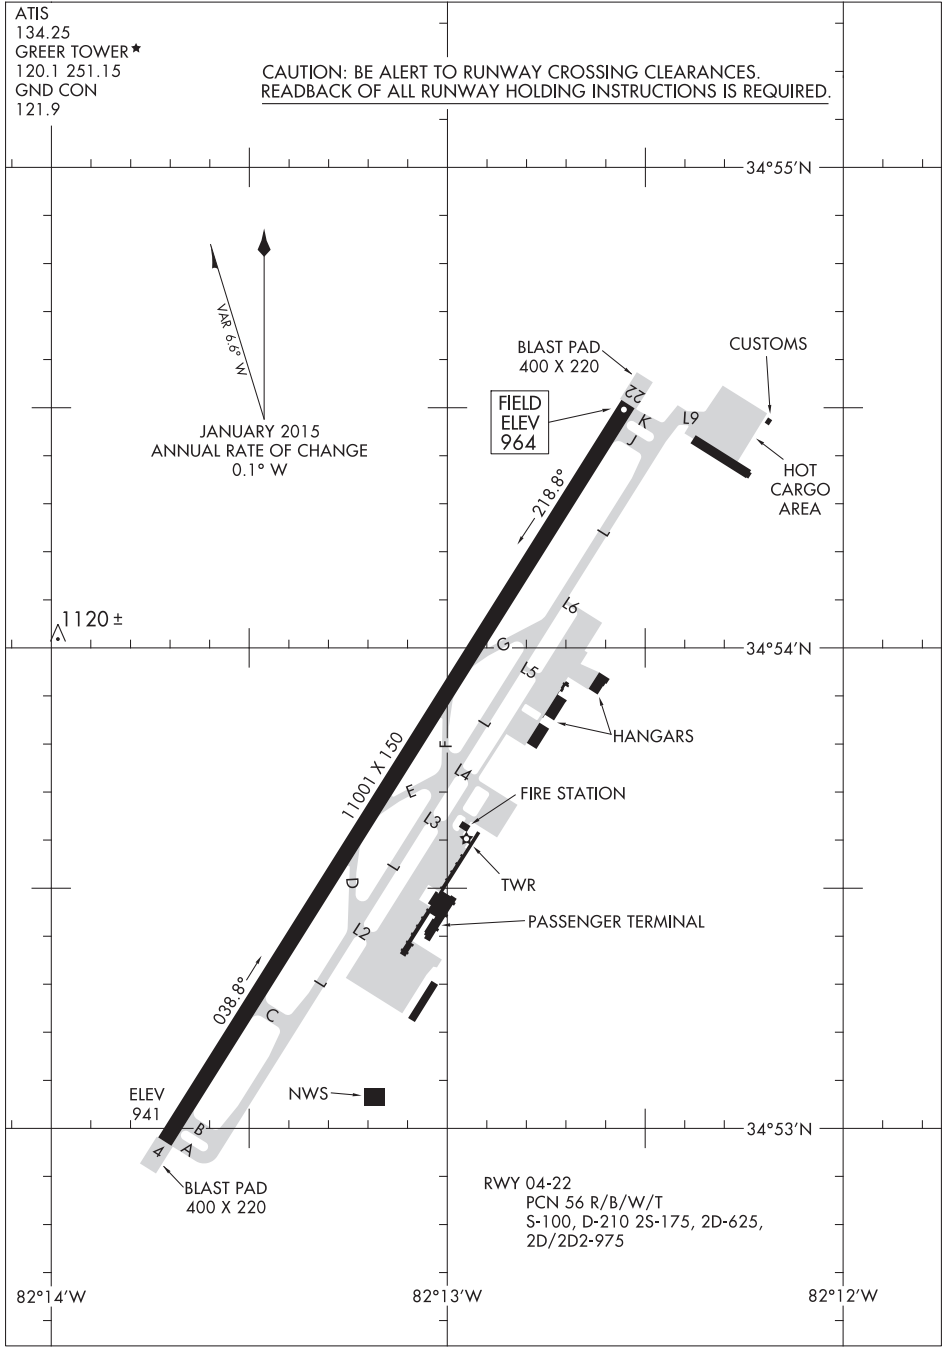 ATIS
134.25
GREER TOWER★
120.1 251.15
GND CON
121.9
CAUTION: BE ALERT TO RUNWAY CROSSING CLEARANCES.
READBACK OF ALL RUNWAY HOLDING INSTRUCTIONS IS REQUIRED.
34°55'N
VAR 6.6° W
JANUARY 2015
ANNUAL RATE OF CHANGE
0.1° W
BLAST PAD
400 X 220
CUSTOMS
22
FIELD
ELEV
964
K
J
L9
HOT
CARGO
AREA
218.8°
L
L6
1120 ±
G
34°54'N
L5
L
HANGARS
F
11001 X 150
L4
E
FIRE STATION
L3
L
D
TWR
L2
PASSENGER TERMINAL
L
038.8°
C
NWS
ELEV
941
B
A
4
34°53'N
BLAST PAD
400 X 220
RWY 04-22
PCN 56 R/B/W/T
S-100, D-210 2S-175, 2D-625,
2D/2D2-975
82°14'W
82°13'W
82°12'W